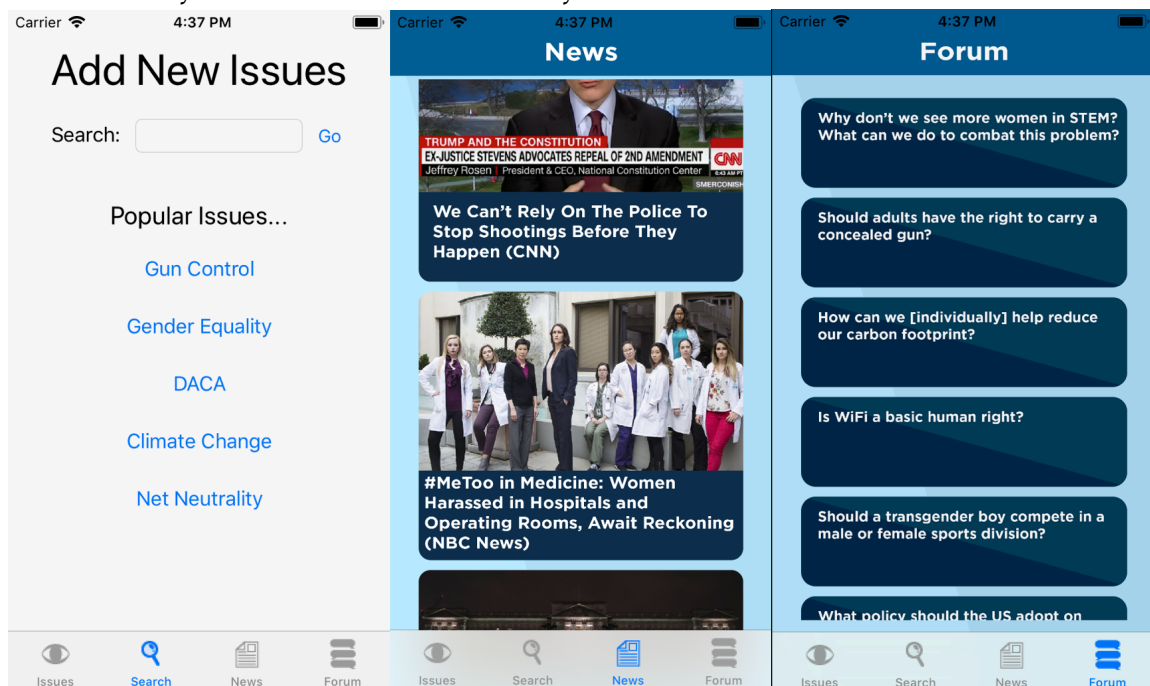 Carrier 4:37 PM
Add New Issues
Search: Go
Popular Issues...
Gun Control
Gender Equality
DACA
Climate Change
Net Neutrality
Issues Search News Forum
Carrier 4:37 PM
News
TRUMP AND THE CONSTITUTION
EX-JUSTICE STEVENS ADVOCATES REPEAL OF 2ND AMENDMENT CNN
Jeffrey Rosen President & CEO, National Constitution Center 6:43 AM PT
SMERCONISH
We Can't Rely On The Police To
Stop Shootings Before They
Happen (CNN)
#MeToo in Medicine: Women
Harassed in Hospitals and
Operating Rooms, Await Reckoning
(NBC News)
Issues Search News Forum
Carrier 4:37 PM
Forum
Why don't we see more women in STEM?
What can we do to combat this problem?
Should adults have the right to carry a
concealed gun?
How can we [individually] help reduce
our carbon footprint?
Is WiFi a basic human right?
Should a transgender boy compete in a
male or female sports division?
What policy should the US adopt on
Issues Search News Forum